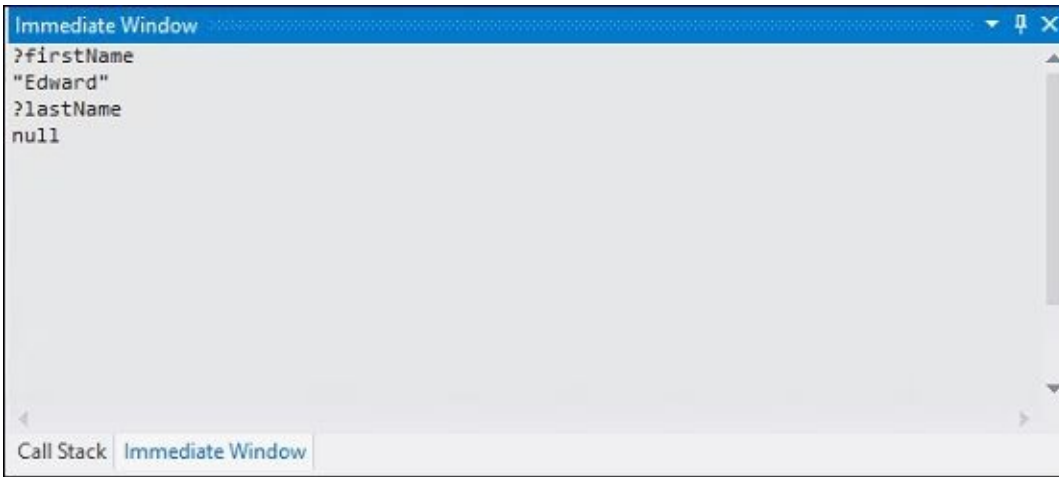 Immediate Window
?firstName
"Edward"
?lastName
null
Call Stack Immediate Window